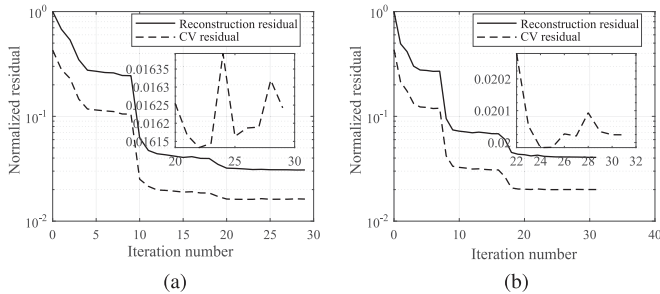 10^0
10^-1
10^-2
Normalized residual
Reconstruction residual
CV residual
0.01635
0.0163
0.01625
0.0162
0.01615
20 25 30
0 5 10 15 20 25 30
Iteration number
(a)
10^0
10^-1
10^-2
Normalized residual
Reconstruction residual
CV residual
0.0202
0.0201
0.02
22 24 26 28 30 32
0 10 20 30 40
Iteration number
(b)